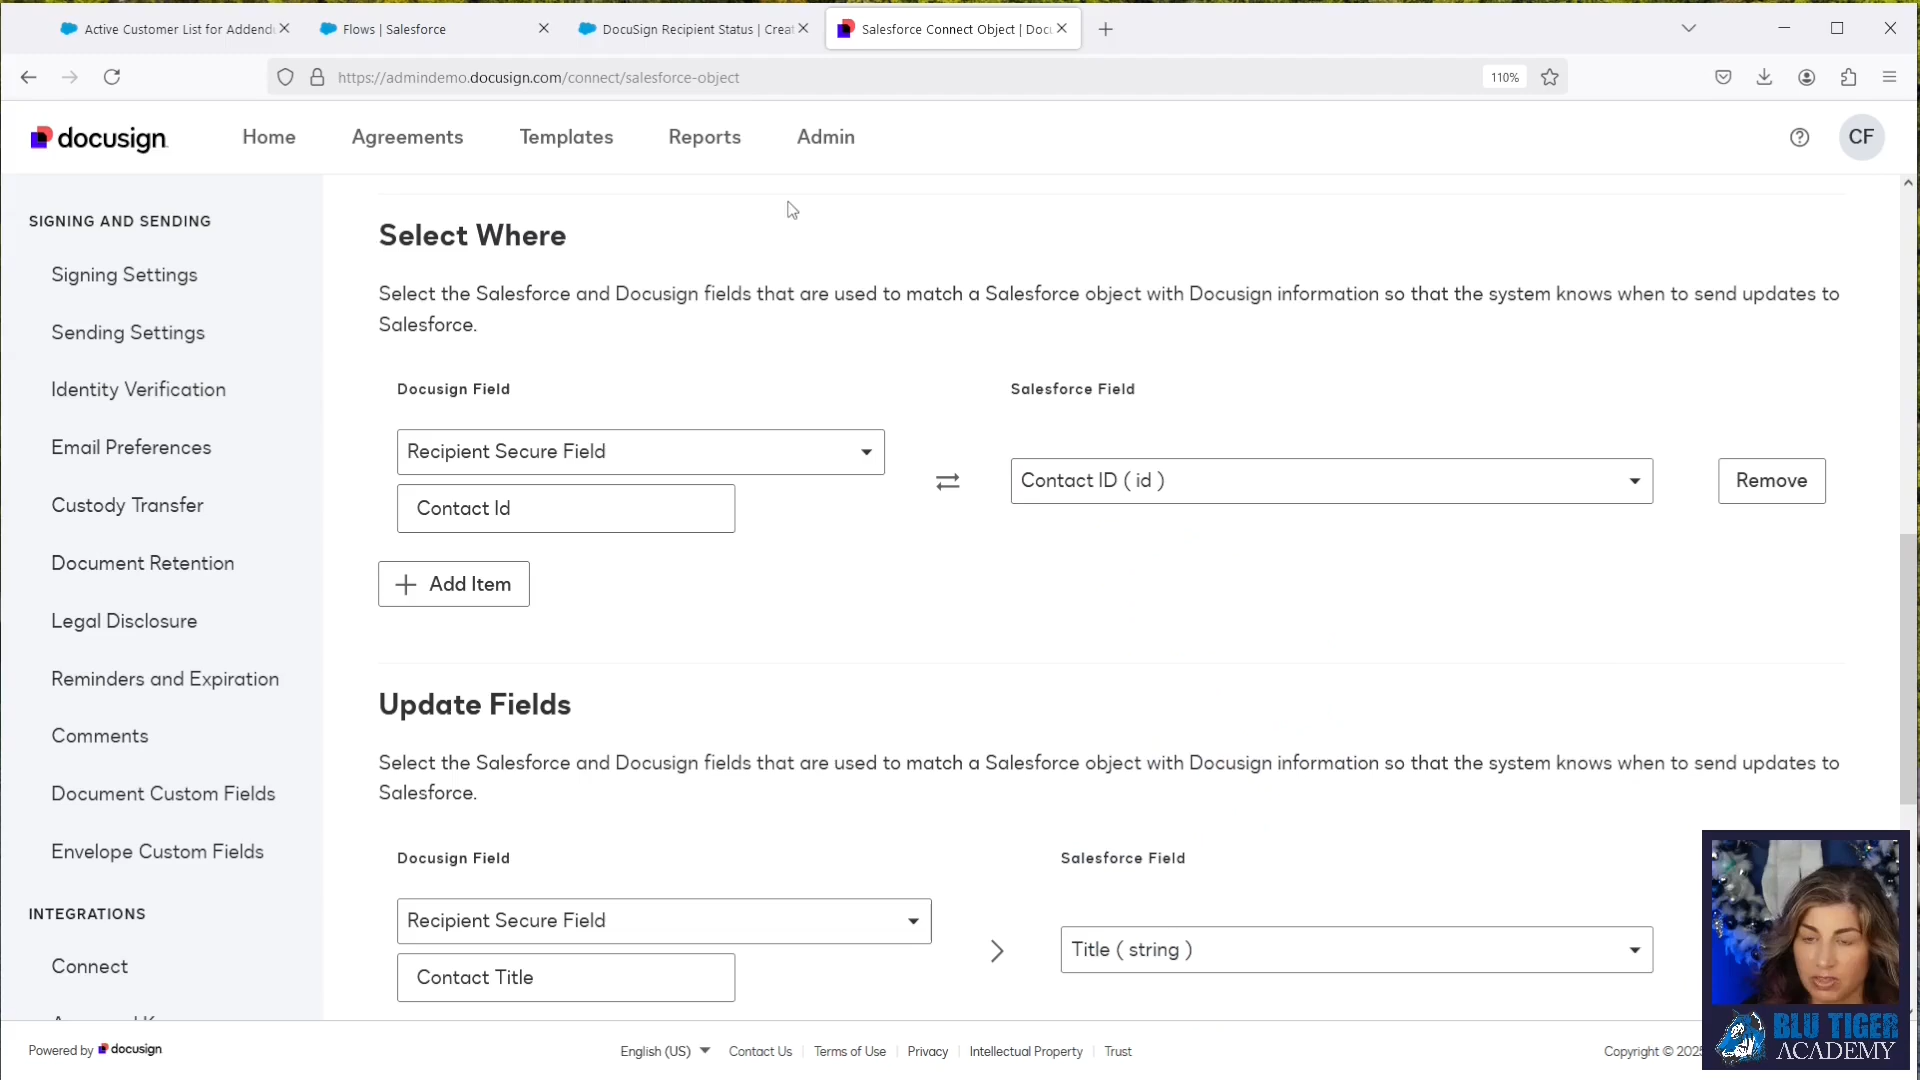 Active Customer List for Addend
Flows | Salesforce
DocuSign Recipient Status | Creat
Salesforce Connect Object | Docu
https://admindemo.docusign.com/connect/salesforce-object
110%
docusign
Home
Agreements
Templates
Reports
Admin
CF
SIGNING AND SENDING
Signing Settings
Sending Settings
Identity Verification
Email Preferences
Custody Transfer
Document Retention
Legal Disclosure
Reminders and Expiration
Comments
Document Custom Fields
Envelope Custom Fields
INTEGRATIONS
Connect
Select Where
Select the Salesforce and Docusign fields that are used to match a Salesforce object with Docusign information so that the system knows when to send updates to
Salesforce.
Docusign Field
Salesforce Field
Recipient Secure Field
Contact Id
Contact ID ( id )
Remove
Add Item
Update Fields
Select the Salesforce and Docusign fields that are used to match a Salesforce object with Docusign information so that the system knows when to send updates to
Salesforce.
Docusign Field
Salesforce Field
Recipient Secure Field
Contact Title
Title ( string )
Powered by docusign
English (US)
Contact Us
Terms of Use
Privacy
Intellectual Property
Trust
Copyright © 2025
BLU TIGER
ACADEMY